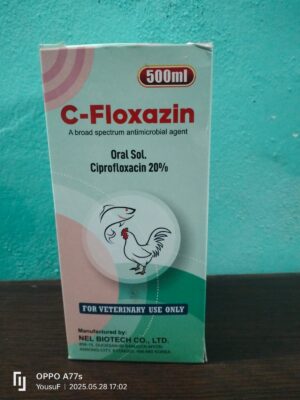 500ml
C-Floxazin
A broad spectrum antimicrobial agent
Oral Sol.
Ciprofloxacin 20%
FOR VETERINARY USE ONLY
Manufactured by:
NEL BIOTECH CO., LTD.
KOREA
OPPO A77s
YousuF | 2025.05.28 17:02